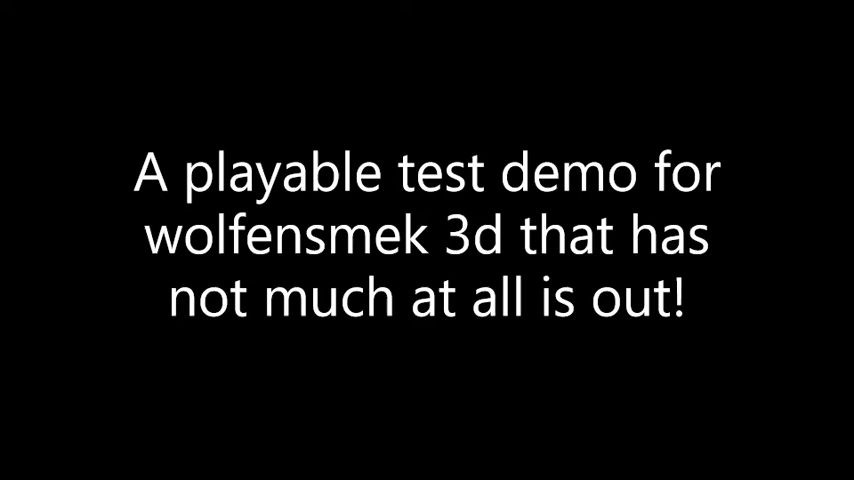 A playable test demo for
wolfensmek 3d that has
not much at all is out!